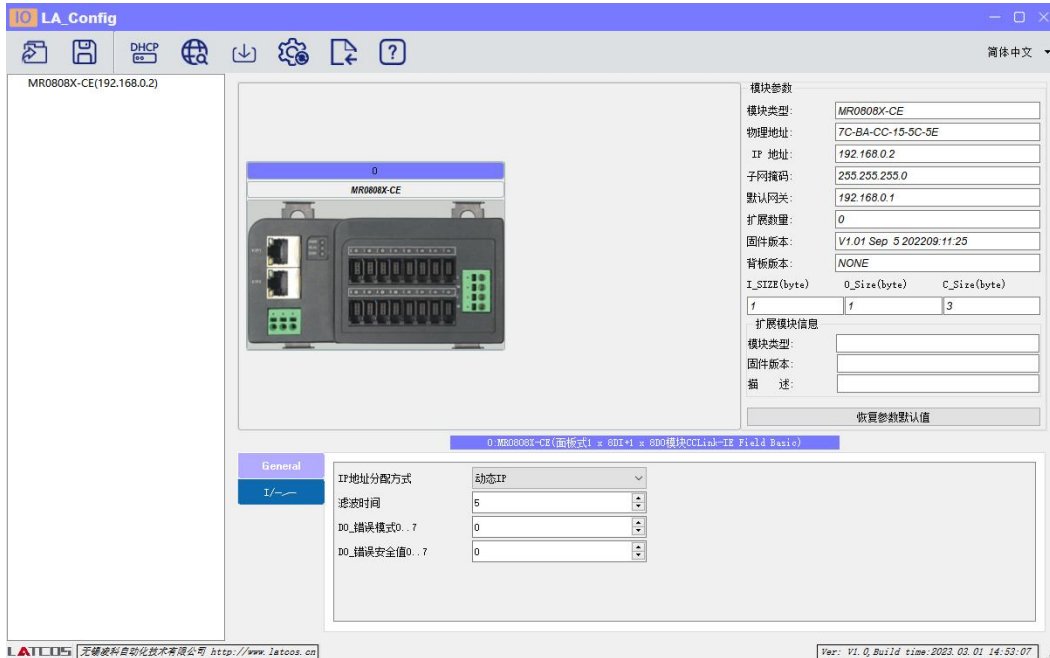 IO LA_Config
DHCP
简体中文
MR0808X-CE(192.168.0.2)
0
MR0808X-CE
模块参数
模块类型: MR0808X-CE
物理地址: 7C-BA-CC-15-5C-5E
IP 地址: 192.168.0.2
子网掩码: 255.255.255.0
默认网关: 192.168.0.1
扩展数量: 0
固件版本: V1.01 Sep 5 202209:11:25
背板版本: NONE
I_SIZE(byte) O_Size(byte) C_Size(byte)
1 1 3
扩展模块信息
模块类型:
固件版本:
描 述:
恢复参数默认值
0:MR0808X-CE(面板式1 x 8DI+1 x 8DO模块CCLink-IE Field Basic)
General
IP地址分配方式 动态IP
滤波时间 5
DO_错误模式0..7 0
DO_错误安全值0..7 0
LATCOS 无锡凌科自动化技术有限公司 http://www.latcos.cn
Ver: V1.0,Build time:2023.03.01 14:53:07